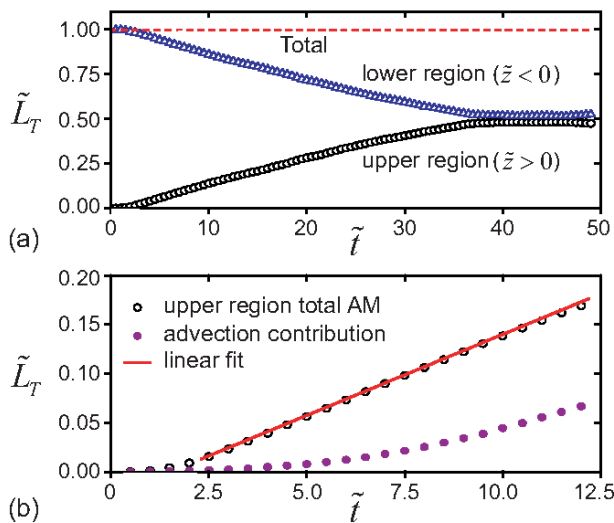 1.00
0.75
0.50
0.25
0.00
L̃_T
Total
lower region (z̃ < 0)
upper region (z̃ > 0)
0 10 20 30 40 50
(a)
t̃
0.20
0.15
0.10
0.05
0.00
L̃_T
upper region total AM
advection contribution
linear fit
0 2.5 5.0 7.5 10.0 12.5
(b)
t̃